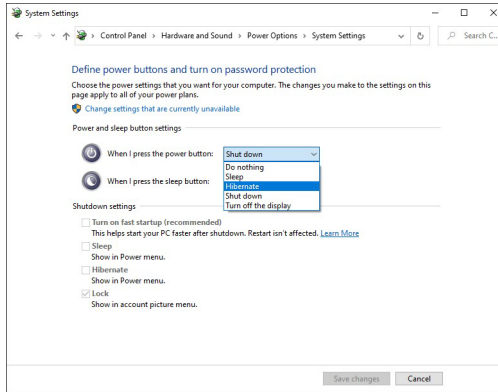 System Settings
Control Panel > Hardware and Sound > Power Options > System Settings
Search C...
Define power buttons and turn on password protection
Choose the power settings that you want for your computer. The changes you make to the settings on this
page apply to all of your power plans.
Change settings that are currently unavailable
Power and sleep button settings
When I press the power button: Shut down
Do nothing
Sleep
When I press the sleep button: Hibernate
Shut down
Turn off the display
Shutdown settings
Turn on fast startup (recommended)
This helps start your PC faster after shutdown. Restart isn't affected. Learn More
Sleep
Show in Power menu.
Hibernate
Show in Power menu.
Lock
Show in account picture menu.
Save changes Cancel